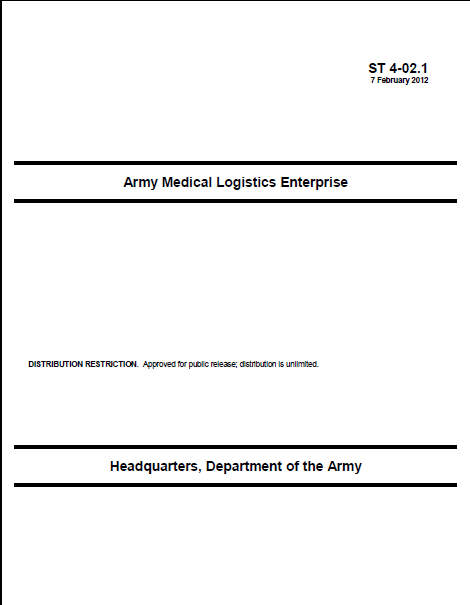 ST 4-02.1
7 February 2012
Army Medical Logistics Enterprise
DISTRIBUTION RESTRICTION. Approved for public release; distribution is unlimited.
Headquarters, Department of the Army